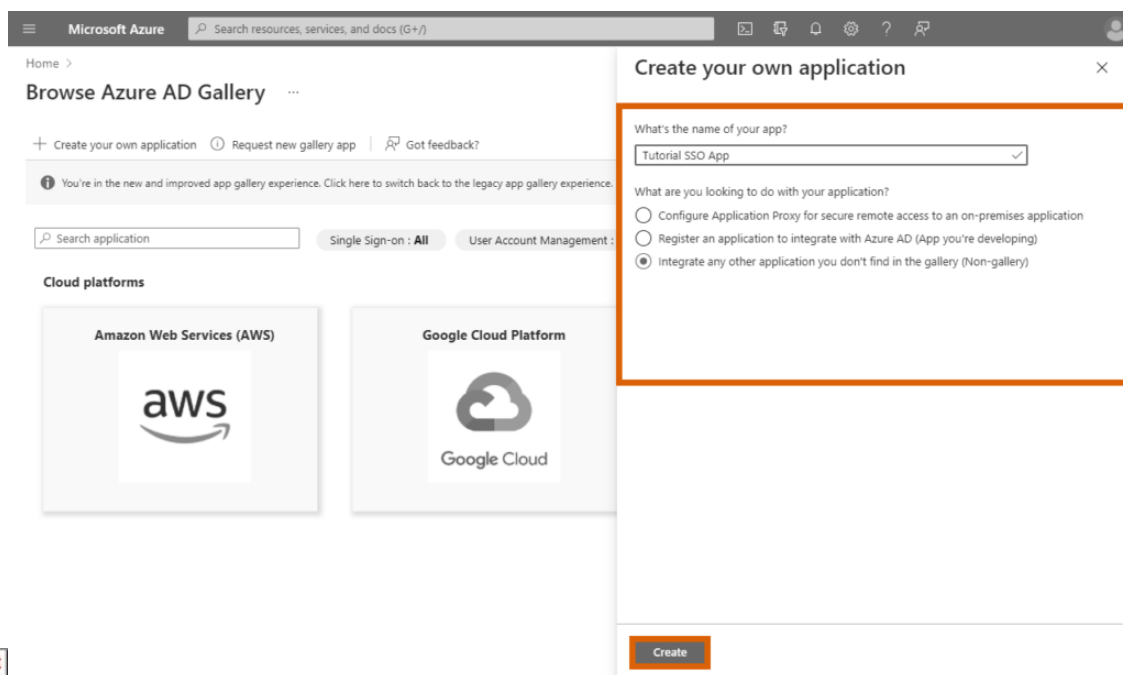 Microsoft Azure
Search resources, services, and docs (G+/)
Home >
Browse Azure AD Gallery ...
Create your own application
Request new gallery app
Got feedback?
You're in the new and improved app gallery experience. Click here to switch back to the legacy app gallery experience.
Search application
Single Sign-on : All
User Account Management :
Cloud platforms
Amazon Web Services (AWS)
aws
Google Cloud Platform
Google Cloud
Create your own application
What's the name of your app?
Tutorial SSO App
What are you looking to do with your application?
Configure Application Proxy for secure remote access to an on-premises application
Register an application to integrate with Azure AD (App you're developing)
Integrate any other application you don't find in the gallery (Non-gallery)
Create